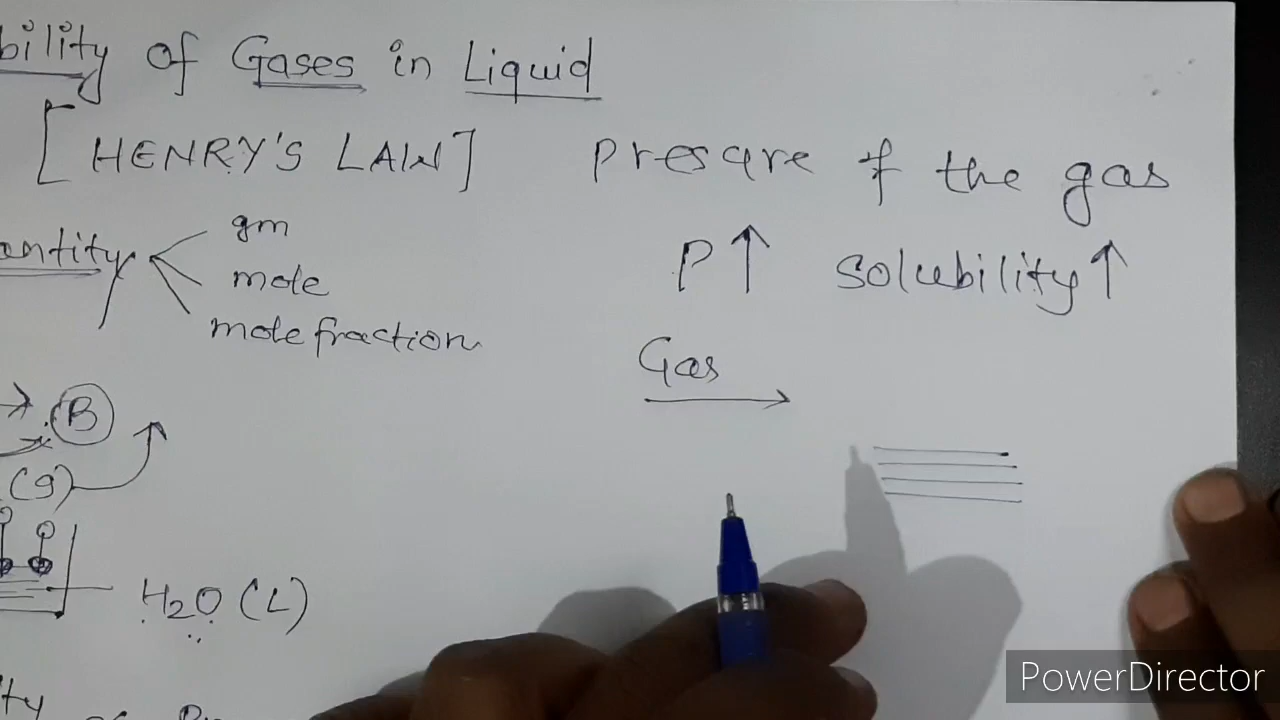 bility of Gases in Liquid
[HENRY'S LAW]
presqre of the gas
antity
gm
mole
mole fraction
P↑ solubility↑
Gas
B
(g)
H2O (L)
ty
PowerDirector